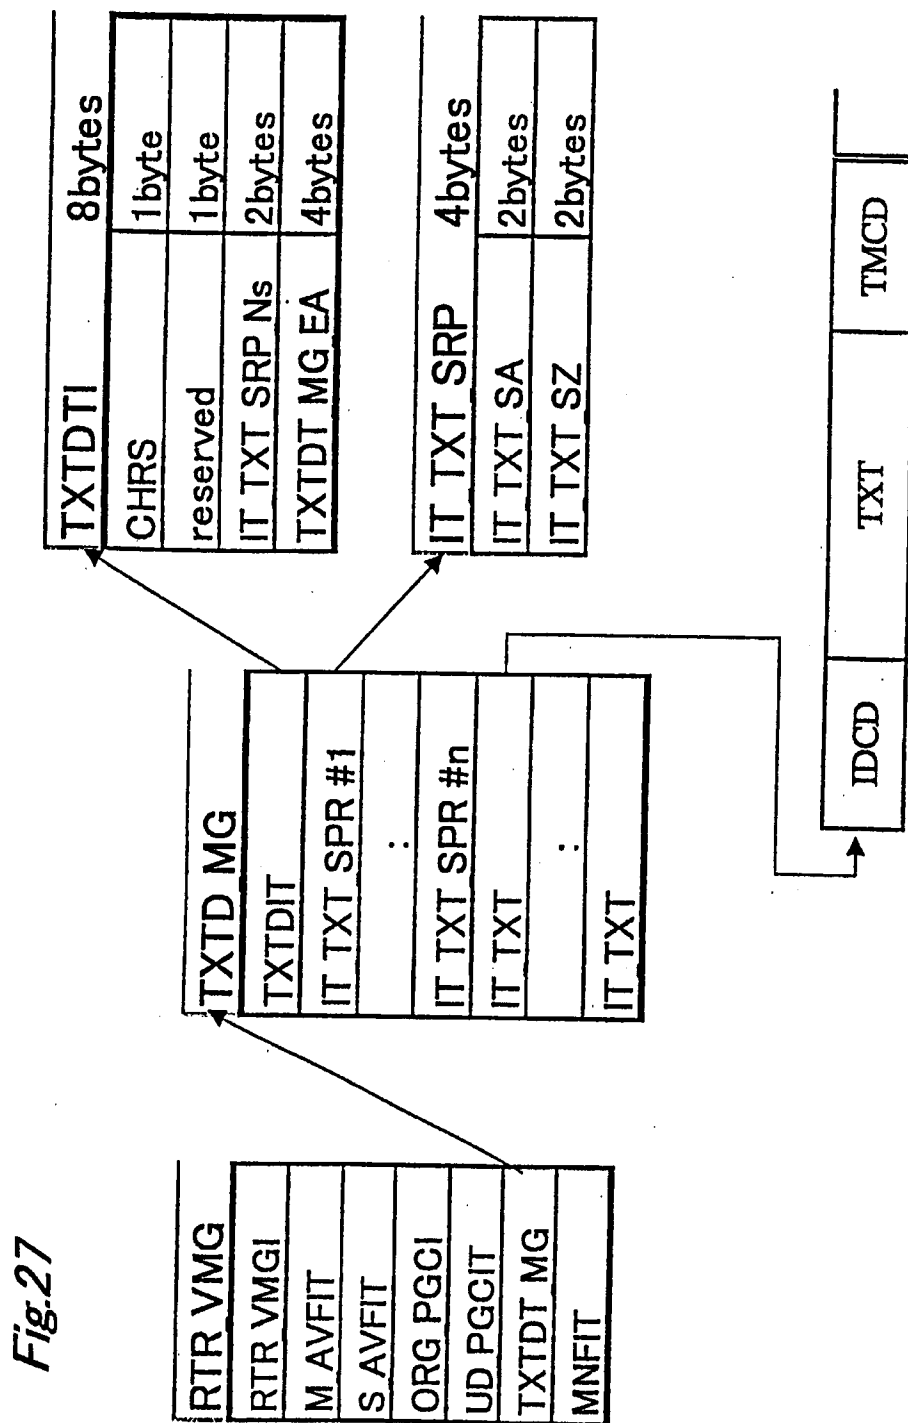 Fig.27
RTR VMG
RTR VMGI
M AVFIT
S AVFIT
ORG PGCI
UD PGCIT
TXTDT MG
MNFIT
TXTD MG
TXTDIT
IT TXT SPR #1
:
IT TXT SPR #n
IT TXT
:
IT TXT
TXTDTI 8bytes
CHRS 1byte
reserved 1byte
IT TXT SRP Ns 2bytes
TXTDT MG EA 4bytes
IT TXT SRP 4bytes
IT TXT SA 2bytes
IT TXT SZ 2bytes
IDCD TXT TMCD